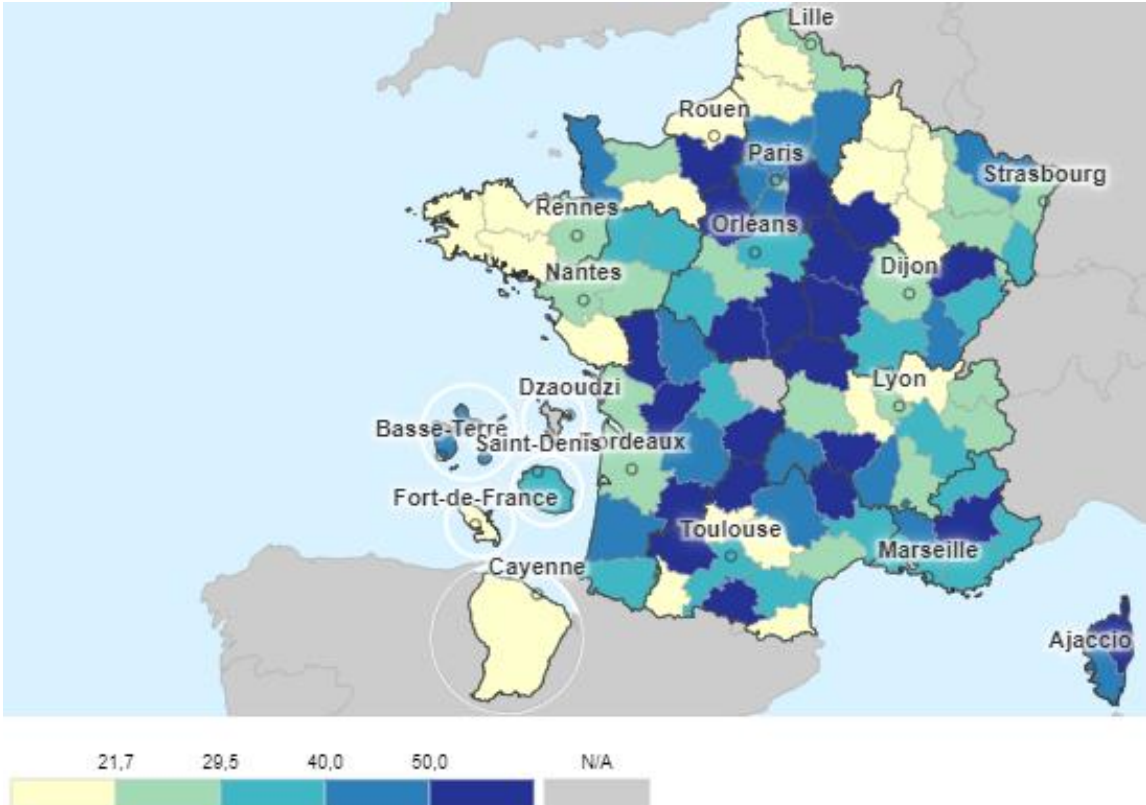 Lille
Rouen
Paris
Strasbourg
Rennes
Orléans
Nantes
Dijon
Dzaoudzi
Lyon
Basse-Terre
Saint-Denis
ordeaux
Fort-de-France
Toulouse
Marseille
Cayenne
Ajaccio
21,7 29,5 40,0 50,0 N/A